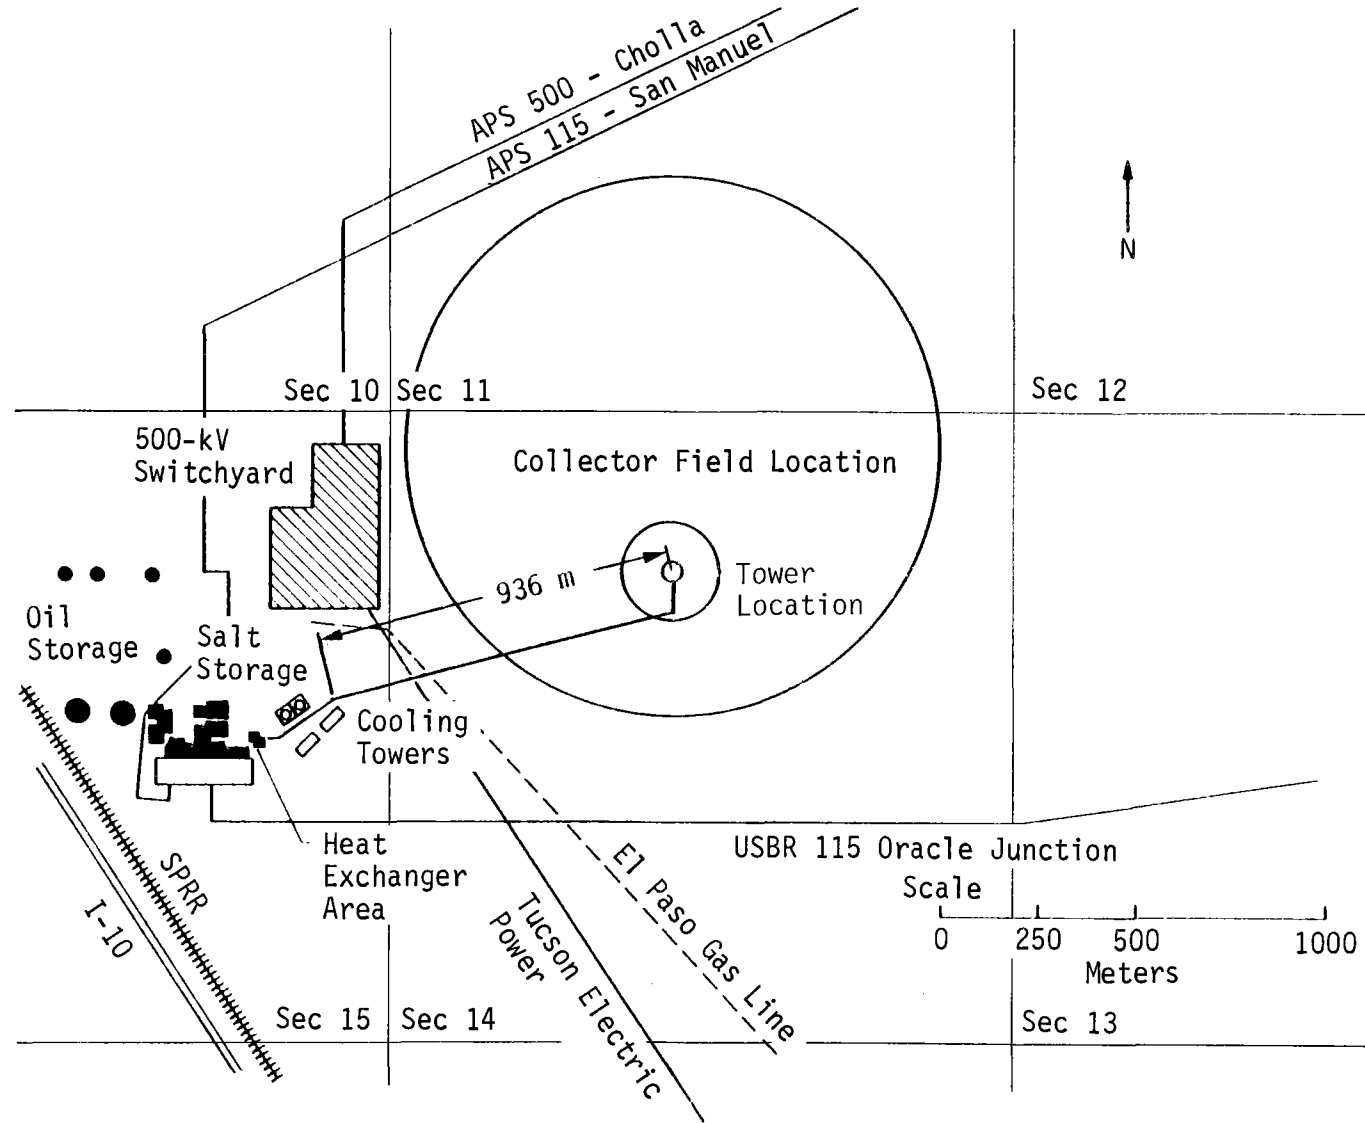 APS 500 - Cholla
APS 115 - San Manuel
N
Sec 10
Sec 11
Sec 12
500-kV
Switchyard
Collector Field Location
936 m
Tower
Location
Oil
Storage
Salt
Storage
Cooling
Towers
Heat
Exchanger
Area
USBR 115 Oracle Junction
Scale
0 250 500 1000
Meters
SPRR
I-10
El Paso Gas Line
Tucson Electric
Power
Sec 15
Sec 14
Sec 13